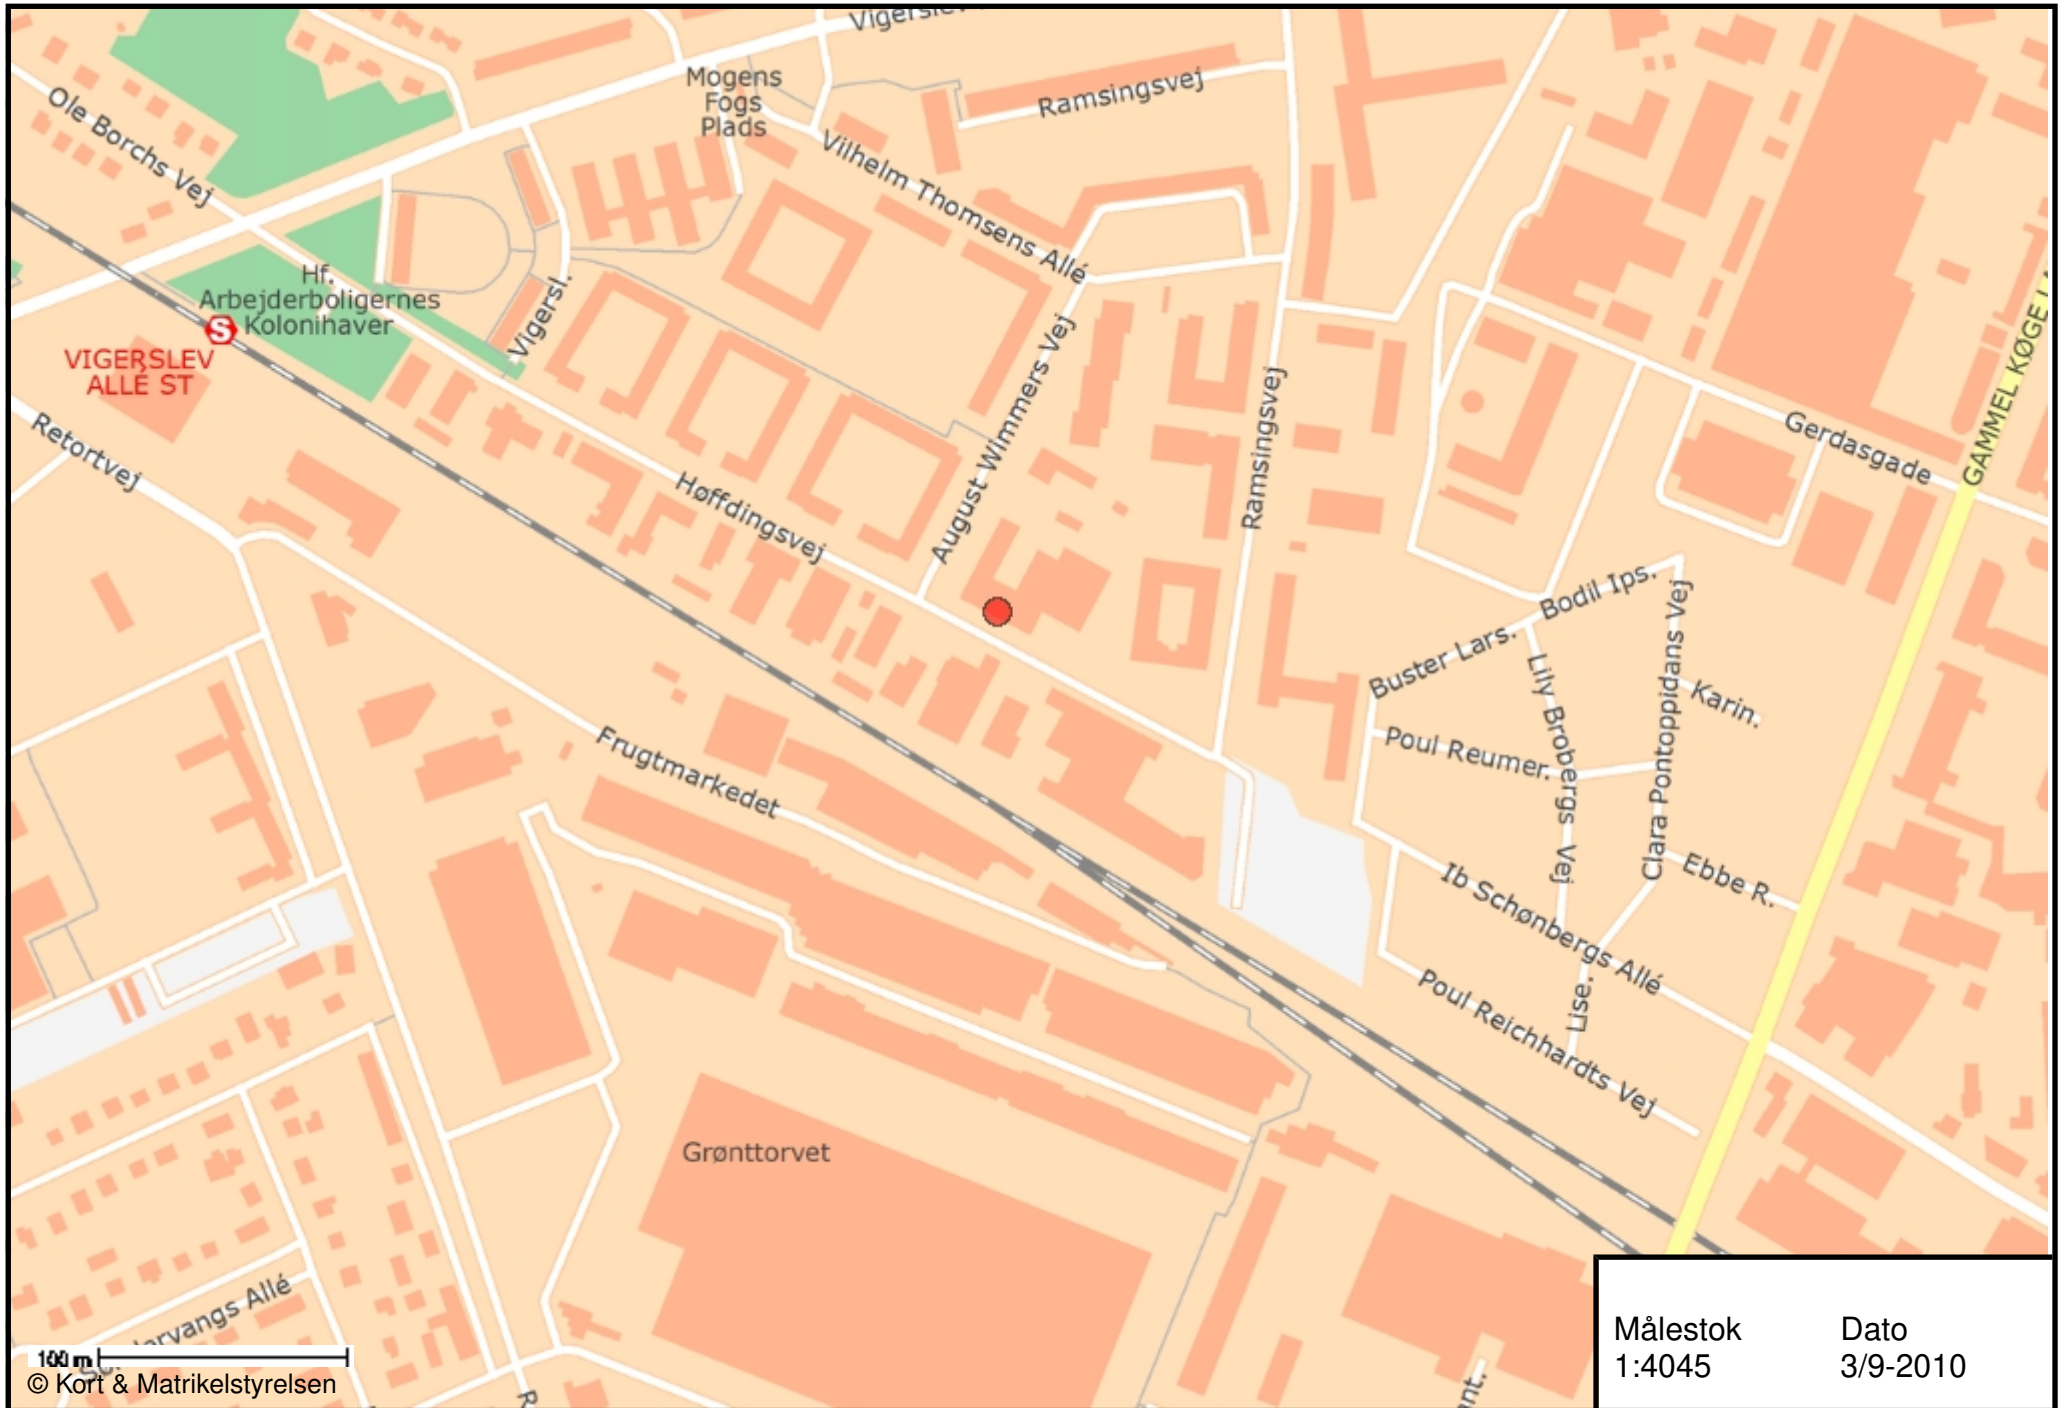 Mogens
Fogs
Plads
Ramsingsvej
Ole Borchs Vej
Vilhelm Thomsens Allé
Hf.
Arbejderboligernes
Kolonihaver
S
VIGERSLEV
ALLÉ ST
Vigersl.
August Wimmers Vej
Ramsingsvej
GAMMEL KØGE
Gerdasgade
Retortvej
Høffdingsvej
Bodil Ips.
Buster Lars.
Lily Brobergs Vej
Clara Pontoppidans Vej
Karin.
Poul Reumer.
Frugtmarkedet
Ebbe R.
Ib Schønbergs Allé
Lise.
Poul Reichhardts Vej
Grønttorvet
Allé
100 m
© Kort & Matrikelstyrelsen
Målestok
1:4045
Dato
3/9-2010